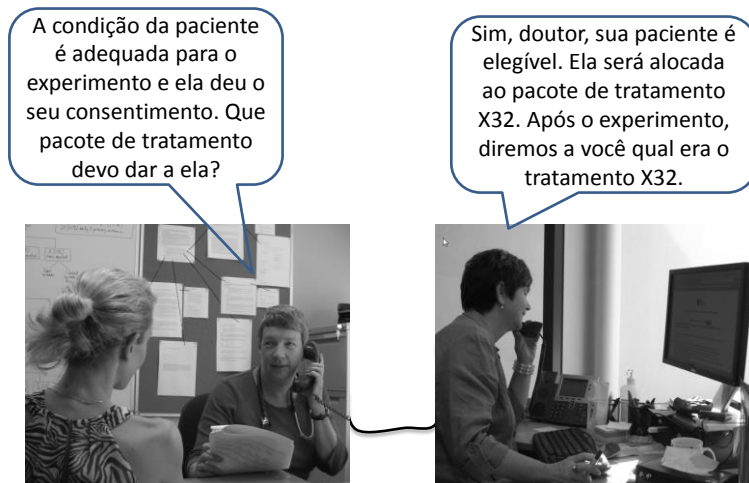 A condição da paciente
é adequada para o
experimento e ela deu o
seu consentimento. Que
pacote de tratamento
devo dar a ela?
Sim, doutor, sua paciente é
elegível. Ela será alocada
ao pacote de tratamento
X32. Após o experimento,
diremos a você qual era o
tratamento X32.